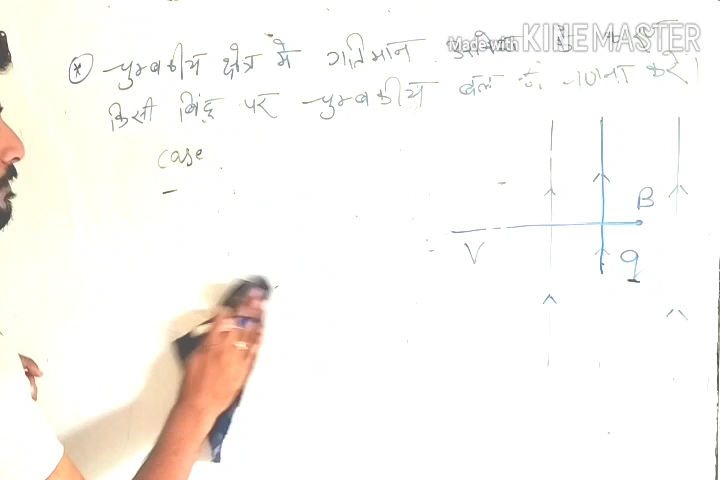 * चुम्बकीय क्षेत्र में गतिमान
किसी बिंदु पर चुम्बकीय बल की गणना करे।
Made with KINEMASTER
case
B
V
q